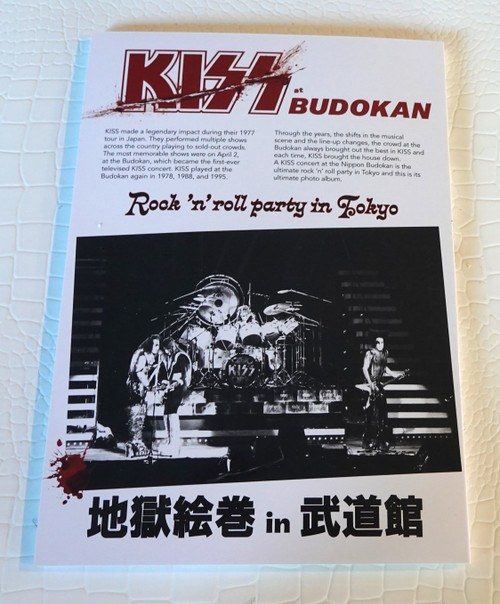 KISS at BUDOKAN
KISS made a legendary impact during their 1977
tour in Japan. They performed multiple shows
across the country playing to sold-out crowds.
The most memorable shows were on April 2,
at the Budokan, which became the first-ever
televised KISS concert. KISS played at the
Budokan again in 1978, 1988, and 1995.
Through the years, the shifts in the musical
scene and the line-up changes, the crowd at the
Budokan always brought out the best in KISS and
each time, KISS brought the house down.
A KISS concert at the Nippon Budokan is the
ultimate rock 'n' roll party in Tokyo and this is its
ultimate photo album.
Rock 'n' roll party in Tokyo
KISS
地獄絵巻 in 武道館